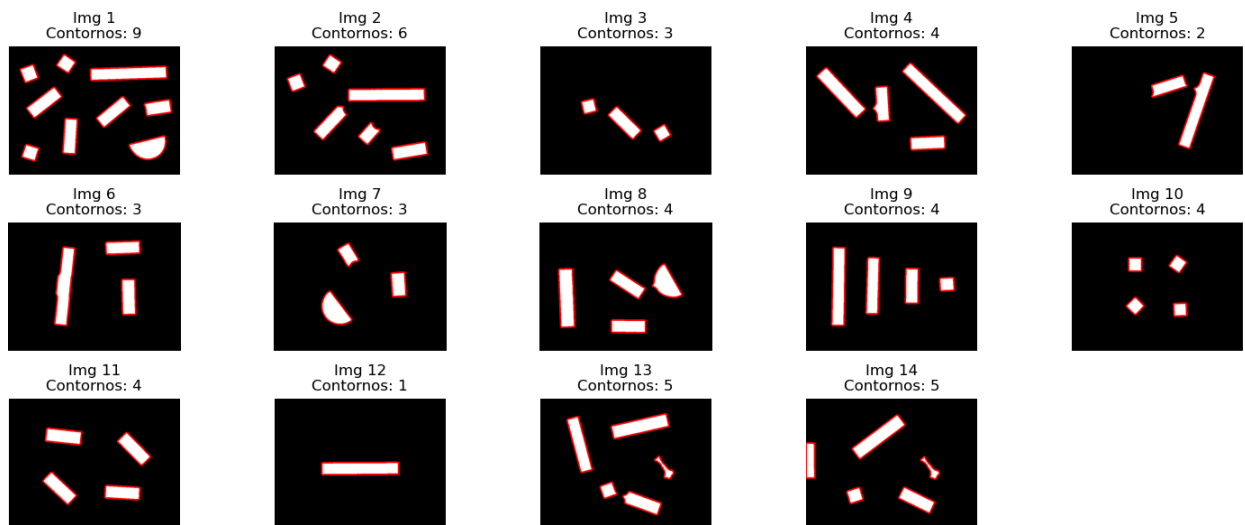 Img 1
Contornos: 9
Img 2
Contornos: 6
Img 3
Contornos: 3
Img 4
Contornos: 4
Img 5
Contornos: 2
Img 6
Contornos: 3
Img 7
Contornos: 3
Img 8
Contornos: 4
Img 9
Contornos: 4
Img 10
Contornos: 4
Img 11
Contornos: 4
Img 12
Contornos: 1
Img 13
Contornos: 5
Img 14
Contornos: 5